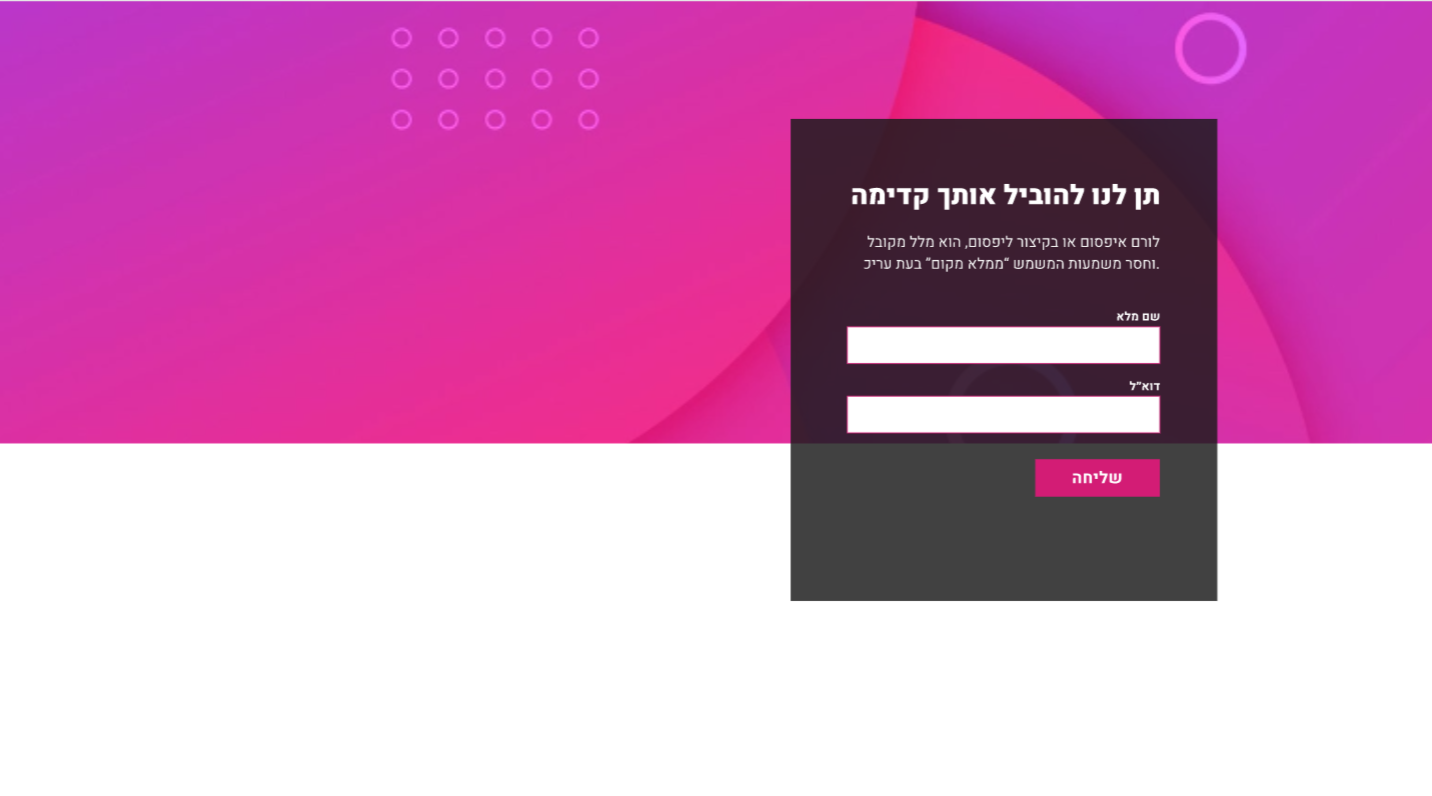 תן לנו להוביל אותך קדימה
לורם איפסום או בקיצור ליפסום, הוא מלל מקובל
וחסר משמעות המשמש “ממלא מקום” בעת עריכ.
שם מלא
דוא״ל
שליחה